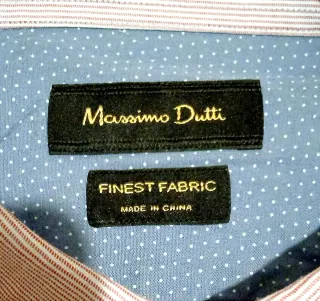 Massimo Dutti
FINEST FABRIC
MADE IN CHINA